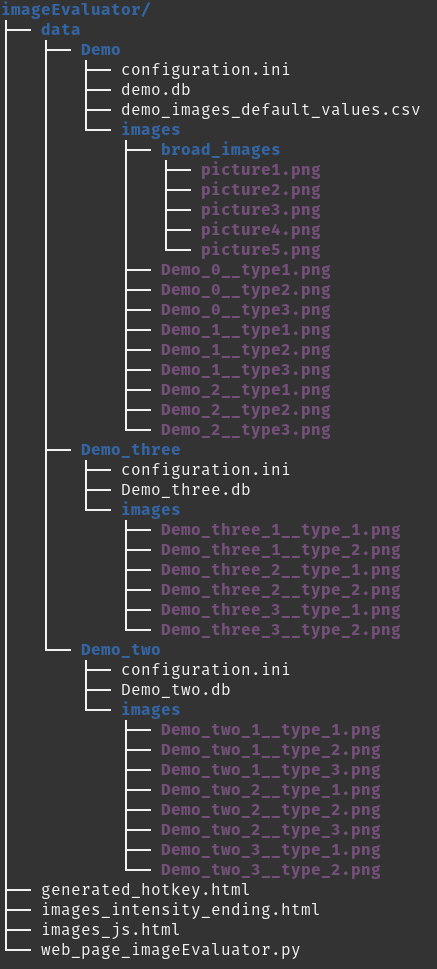 imageEvaluator/
data
Demo
configuration.ini
demo.db
demo_images_default_values.csv
images
broad_images
picture1.png
picture2.png
picture3.png
picture4.png
picture5.png
Demo_0__type1.png
Demo_0__type2.png
Demo_0__type3.png
Demo_1__type1.png
Demo_1__type2.png
Demo_1__type3.png
Demo_2__type1.png
Demo_2__type2.png
Demo_2__type3.png
Demo_three
configuration.ini
Demo_three.db
images
Demo_three_1__type_1.png
Demo_three_1__type_2.png
Demo_three_2__type_1.png
Demo_three_2__type_2.png
Demo_three_3__type_1.png
Demo_three_3__type_2.png
Demo_two
configuration.ini
Demo_two.db
images
Demo_two_1__type_1.png
Demo_two_1__type_2.png
Demo_two_1__type_3.png
Demo_two_2__type_1.png
Demo_two_2__type_2.png
Demo_two_2__type_3.png
Demo_two_3__type_1.png
Demo_two_3__type_2.png
generated_hotkey.html
images_intensity_ending.html
images_js.html
web_page_imageEvaluator.py